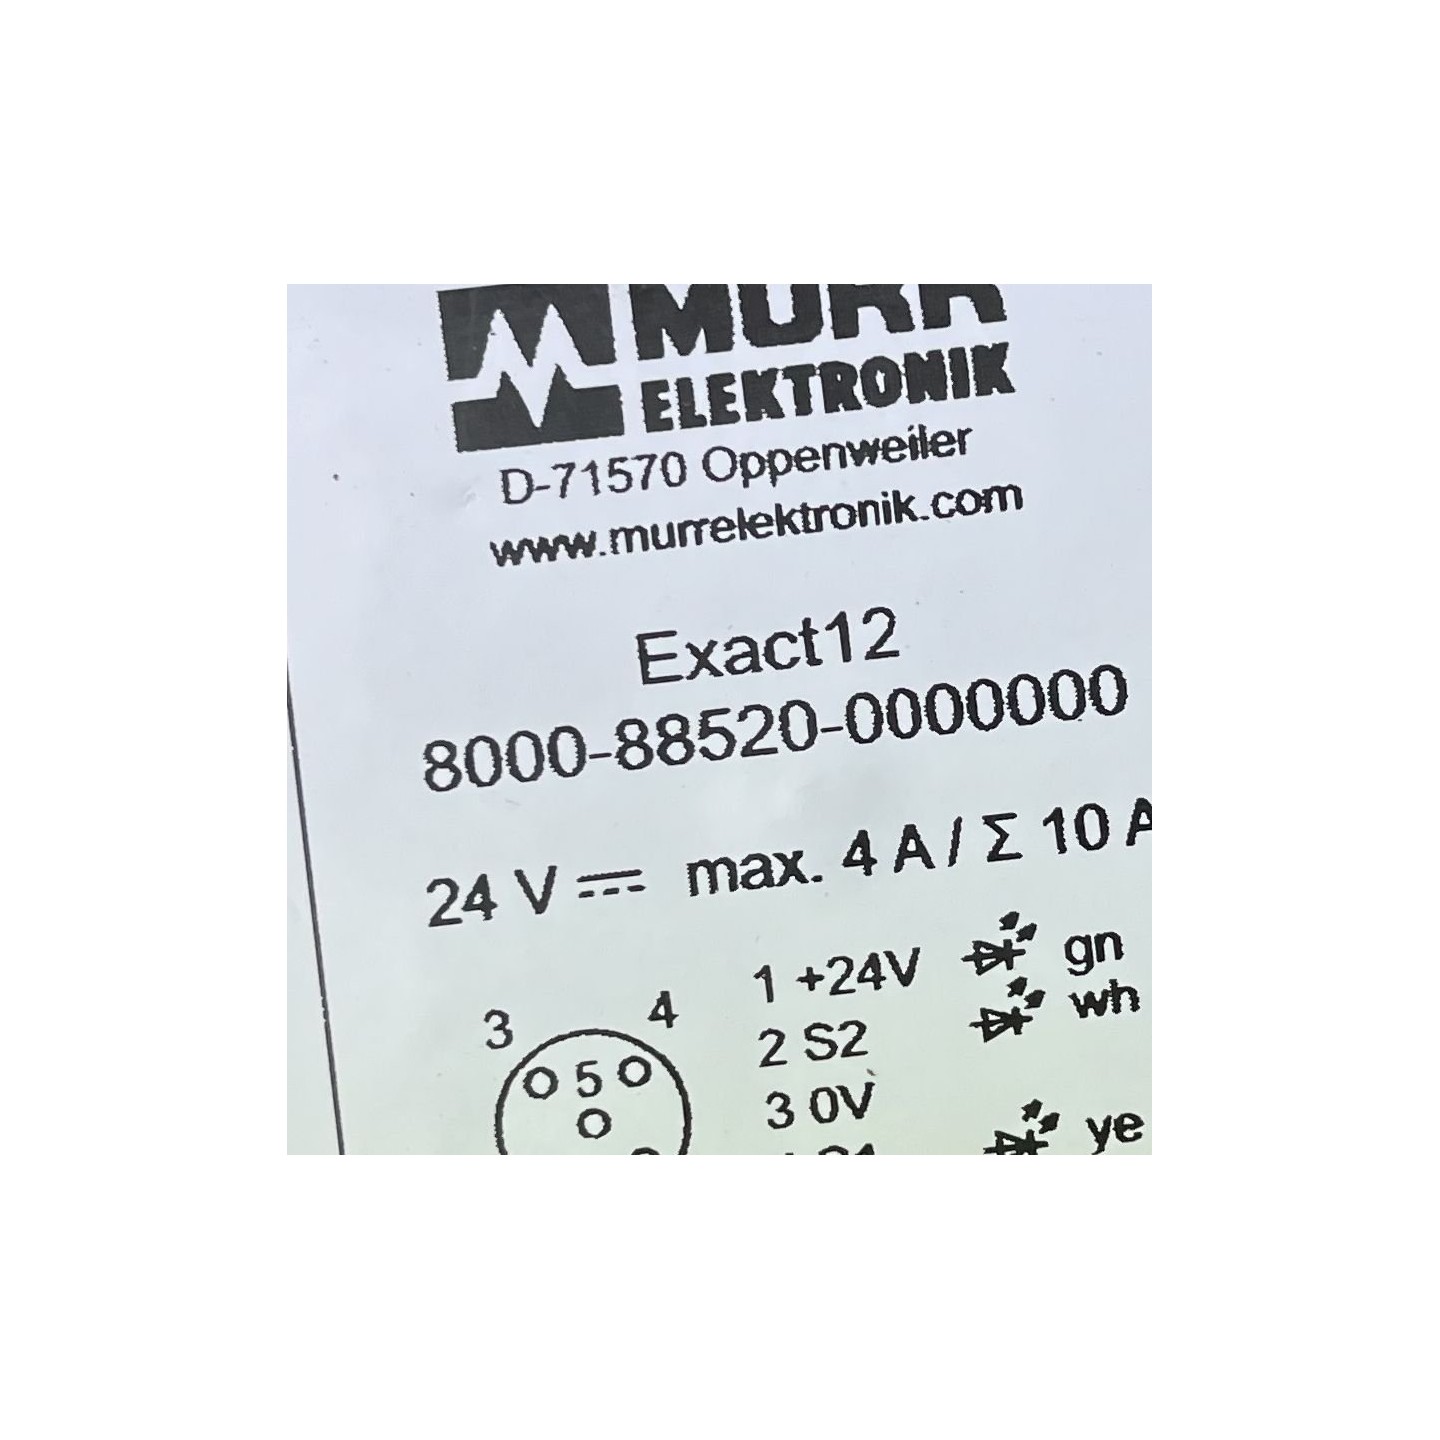 MURR
ELEKTRONIK
D-71570 Oppenweiler
www.murrelektronik.com
Exact12
8000-88520-0000000
24 V ⎓ max. 4 A / Σ 10 A
1 +24V gn
2 S2 wh
3 0V
ye
3 4
5